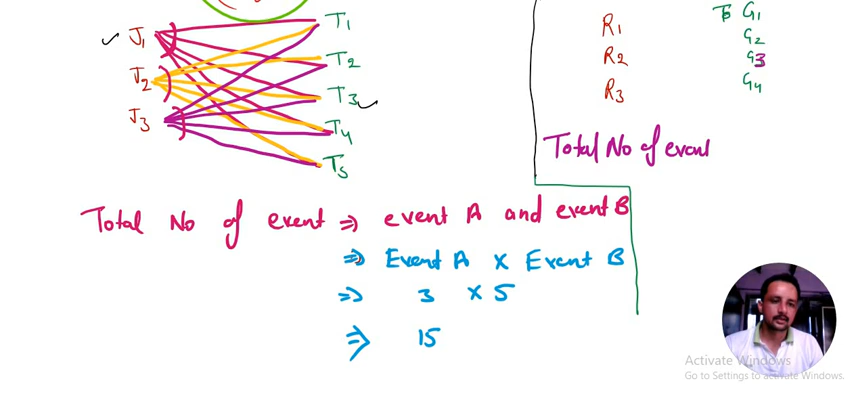 J1
J2
J3
T1
T2
T3
T4
T5
R1
R2
R3
G1
G2
G3
G4
Total No of event
Total No of event ⇒ event A and event B
⇒ Event A × Event B
⇒ 3 × 5
⇒ 15
Activate Windows
Go to Settings to activate Windows.